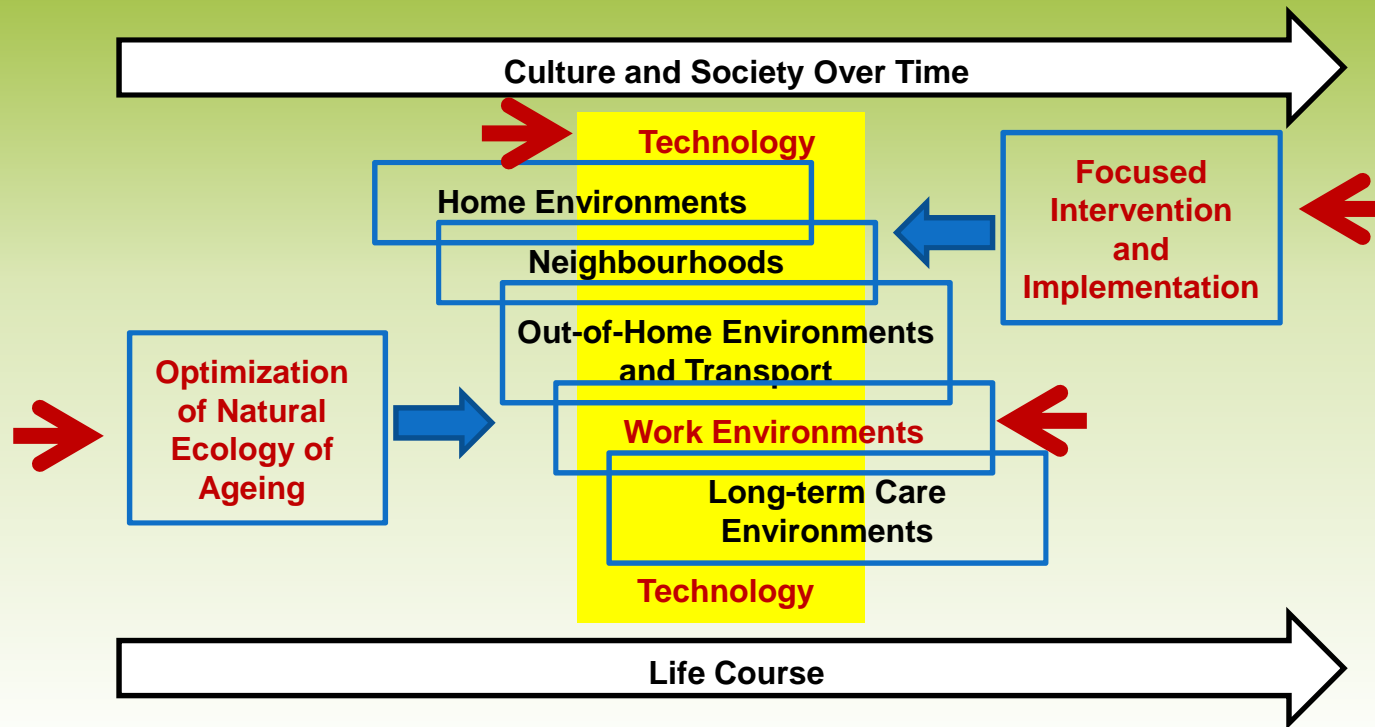 Culture and Society Over Time
Technology
Home Environments
Neighbourhoods
Out-of-Home Environments
and Transport
Work Environments
Long-term Care
Environments
Technology
Focused
Intervention
and
Implementation
Optimization
of Natural
Ecology of
Ageing
Life Course